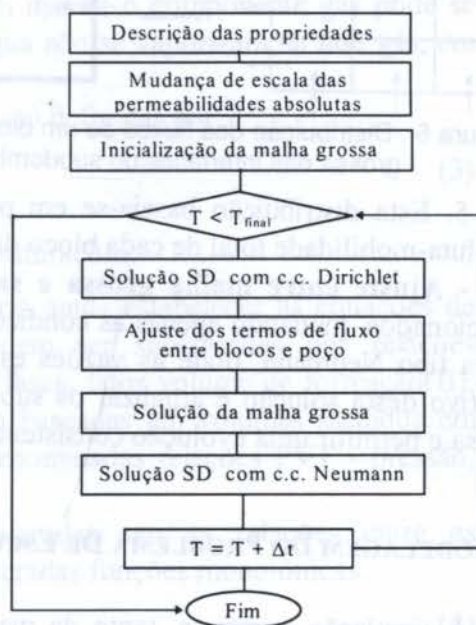 Descrição das propriedades
Mudança de escala das
permeabilidades absolutas
Inicialização da malha grossa
T < Tfinal
Solução SD com c.c. Dirichlet
Ajuste dos termos de fluxo
entre blocos e poço
Solução da malha grossa
Solução SD com c.c. Neumann
T = T + Δt
Fim